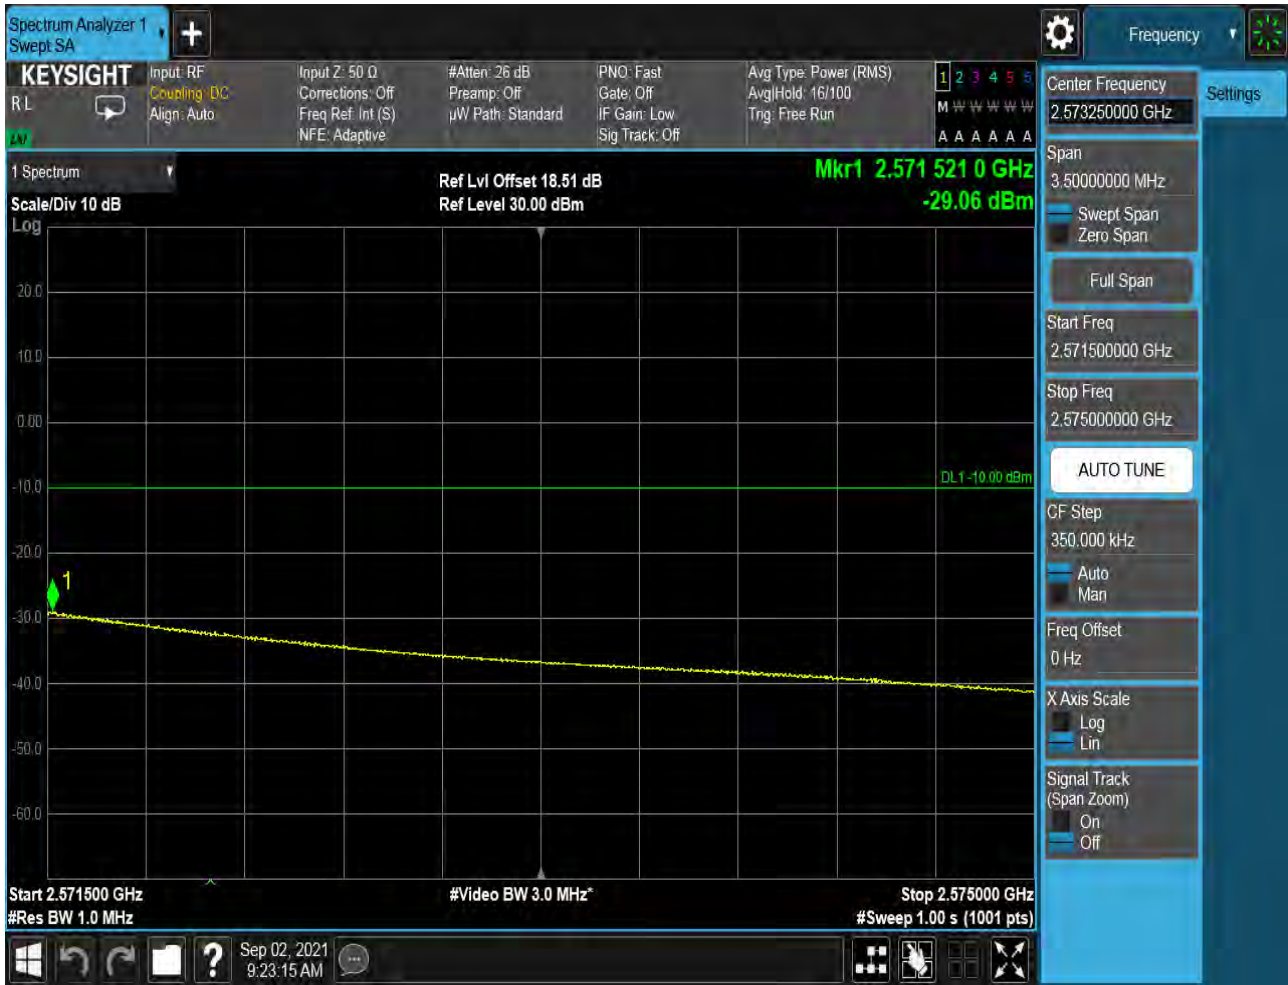 Spectrum Analyzer 1
Swept SA
Frequency
KEYSIGHT
R L
Input: RF
Coupling: DC
Align: Auto
Input Z: 50 Ω
Corrections: Off
Freq Ref: Int (S)
NFE: Adaptive
#Atten: 26 dB
Preamp: Off
µW Path: Standard
PNO: Fast
Gate: Off
IF Gain: Low
Sig Track: Off
Avg Type: Power (RMS)
Avg|Hold: 16/100
Trig: Free Run
1 2 3 4 5 6
M W W W W W
A A A A A A
1 Spectrum
Scale/Div 10 dB
Log
Ref Lvl Offset 18.51 dB
Ref Level 30.00 dBm
Mkr1 2.571 521 0 GHz
-29.06 dBm
20.0
10.0
0.00
-10.0
-20.0
-30.0
-40.0
-50.0
-60.0
DL1 -10.00 dBm
1
Start 2.571500 GHz
#Res BW 1.0 MHz
#Video BW 3.0 MHz*
Stop 2.575000 GHz
#Sweep 1.00 s (1001 pts)
Sep 02, 2021
9:23:15 AM
Center Frequency
2.573250000 GHz
Span
3.50000000 MHz
Swept Span
Zero Span
Full Span
Start Freq
2.571500000 GHz
Stop Freq
2.575000000 GHz
AUTO TUNE
CF Step
350.000 kHz
Auto
Man
Freq Offset
0 Hz
X Axis Scale
Log
Lin
Signal Track
(Span Zoom)
On
Off
Settings